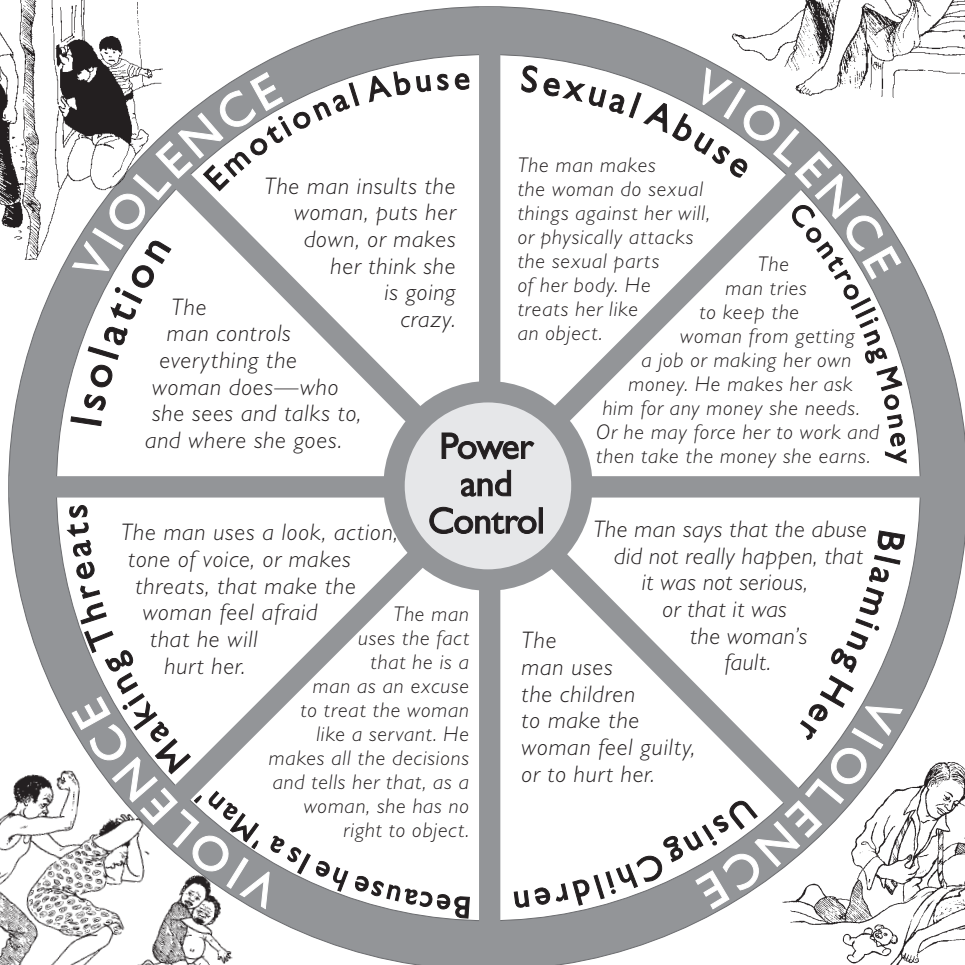 VIOLENCE
VIOLENCE
Emotional Abuse
The man insults the
woman, puts her
down, or makes
her think she
is going
crazy.
Sexual Abuse
The man makes
the woman do sexual
things against her will,
or physically attacks
the sexual parts
of her body. He
treats her like
an object.
Isolation
The
man controls
everything the
woman does—who
she sees and talks to,
and where she goes.
Controlling Money
The
man tries
to keep the
woman from getting
a job or making her own
money. He makes her ask
him for any money she needs.
Or he may force her to work and
then take the money she earns.
Power
and
Control
Making Threats
The man uses a look, action,
tone of voice, or makes
threats, that make the
woman feel afraid
that he will
hurt her.
Blaming Her
The man says that the abuse
did not really happen, that
it was not serious,
or that it was
the woman’s
fault.
Because he Is a ‘Man’
The man
uses the fact
that he is a
man as an excuse
to treat the woman
like a servant. He
makes all the decisions
and tells her that, as a
woman, she has no
right to object.
Using Children
The
man uses
the children
to make the
woman feel guilty,
or to hurt her.
VIOLENCE
VIOLENCE